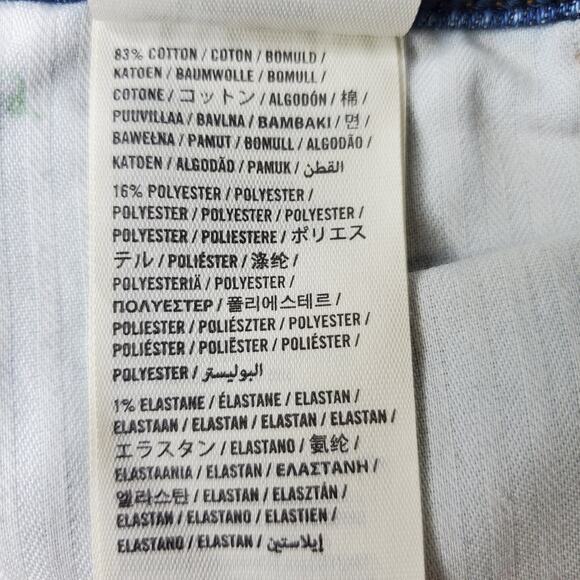 83% COTTON / COTON / BOMULD /
KATOEN / BAUMWOLLE / BOMULL /
COTONE / コットン / ALGODÓN / 棉 /
PUUVILLAA / BAVLNA / BAMBAKI / 면 /
BAWEŁNA / PAMUT / BOMULL / ALGODÃO /
KATOEN / ALGODÃO / PAMUK / القطن
16% POLYESTER / POLYESTER /
POLYESTER / POLYESTER / POLYESTER /
POLYESTER / POLIESTERE / ポリエス
テル / POLIÉSTER / 涤纶 /
POLYESTERIÄ / POLYESTER /
ΠΟΛΥΕΣΤΕΡ / 폴리에스테르 /
POLIESTER / POLIÉSZTER / POLYESTER /
POLIÉSTER / POLIËSTER / POLIÉSTER /
POLYESTER / البوليستر
1% ELASTANE / ÉLASTANE / ELASTAN /
ELASTAAN / ELASTAN / ELASTAN / ELASTAN /
エラスタン / ELASTANO / 氨纶 /
ELASTAANIA / ELASTAN / ΕΛΑΣΤΑΝΗ /
엘라스탄 / ELASTAN / ELASZTÁN /
ELASTAN / ELASTANO / ELASTIEN /
ELASTANO / ELASTAN / إيلاستين